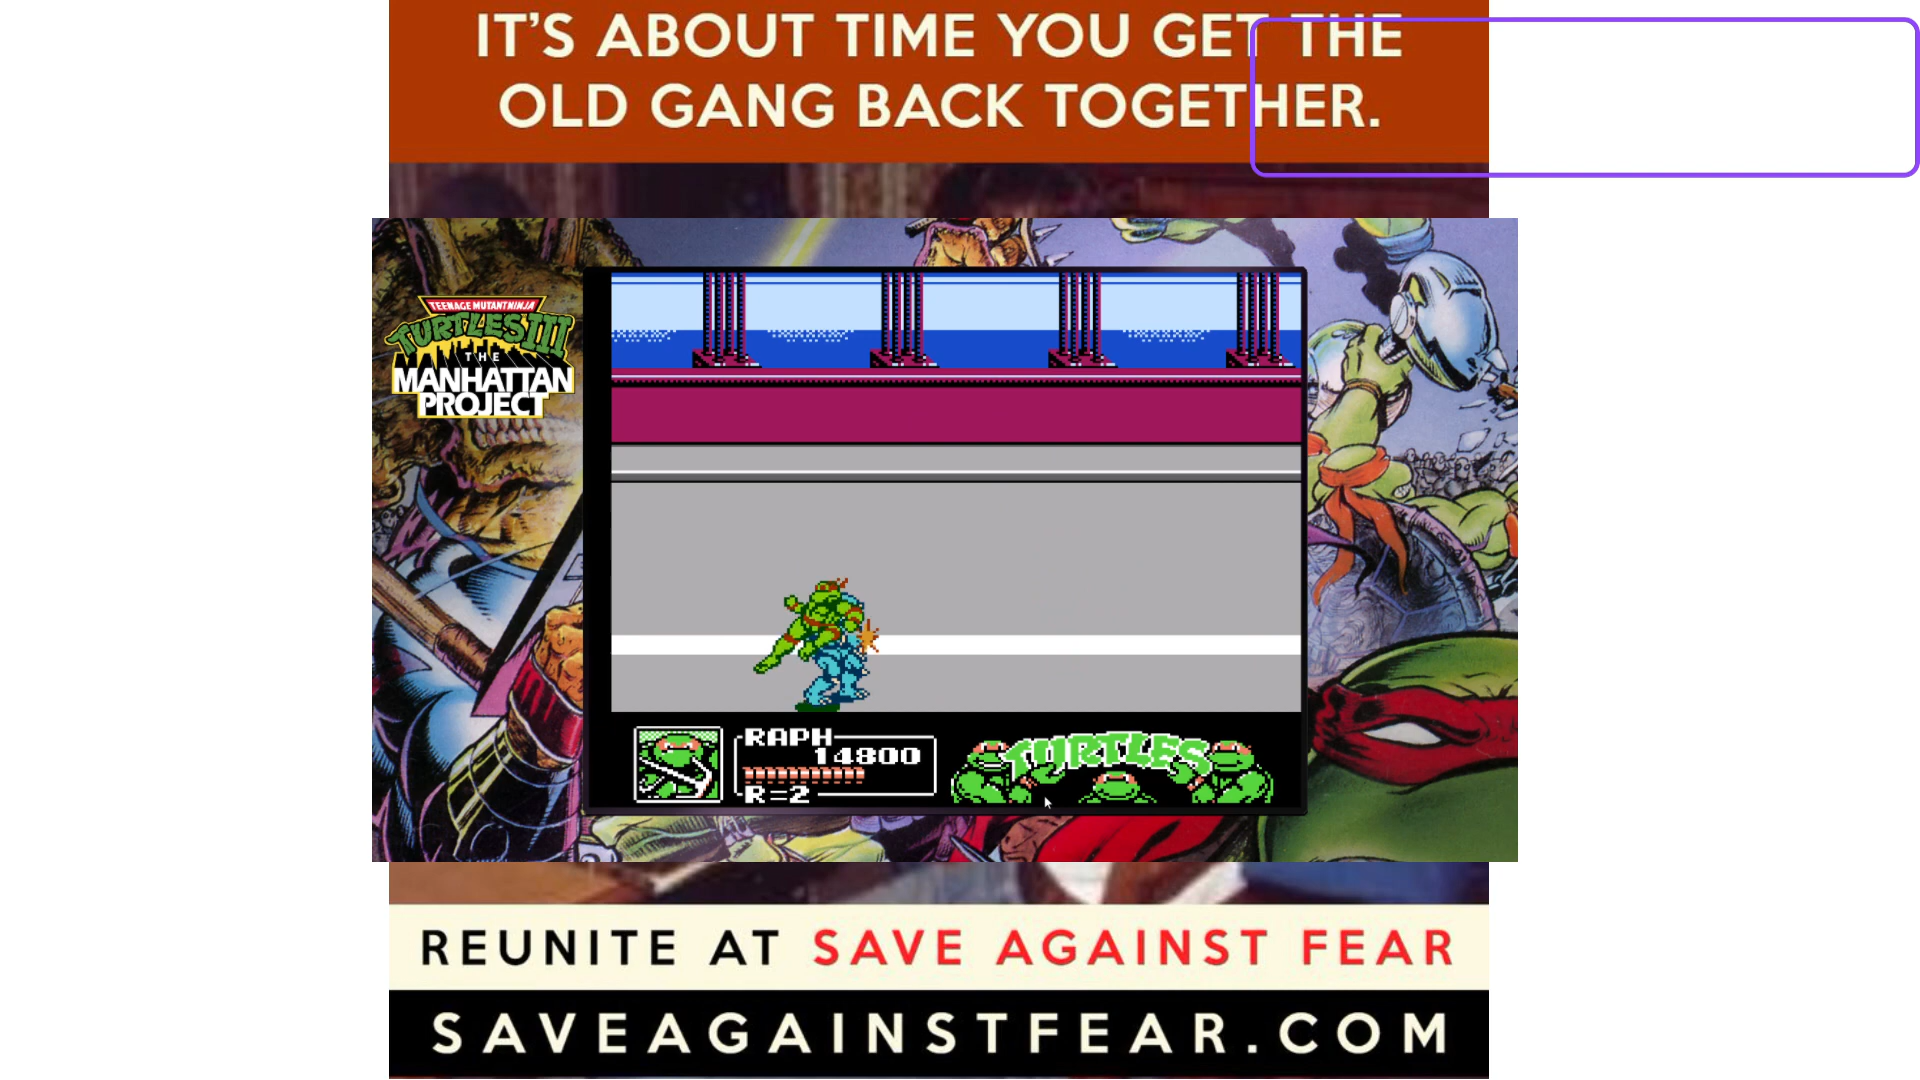 IT'S ABOUT TIME YOU GET THE
OLD GANG BACK TOGETHER.
TEENAGE MUTANT NINJA
TURTLES III
THE
MANHATTAN
PROJECT
RAPH
14800
R=2
TURTLES
REUNITE AT SAVE AGAINST FEAR
SAVEAGAINSTFEAR.COM